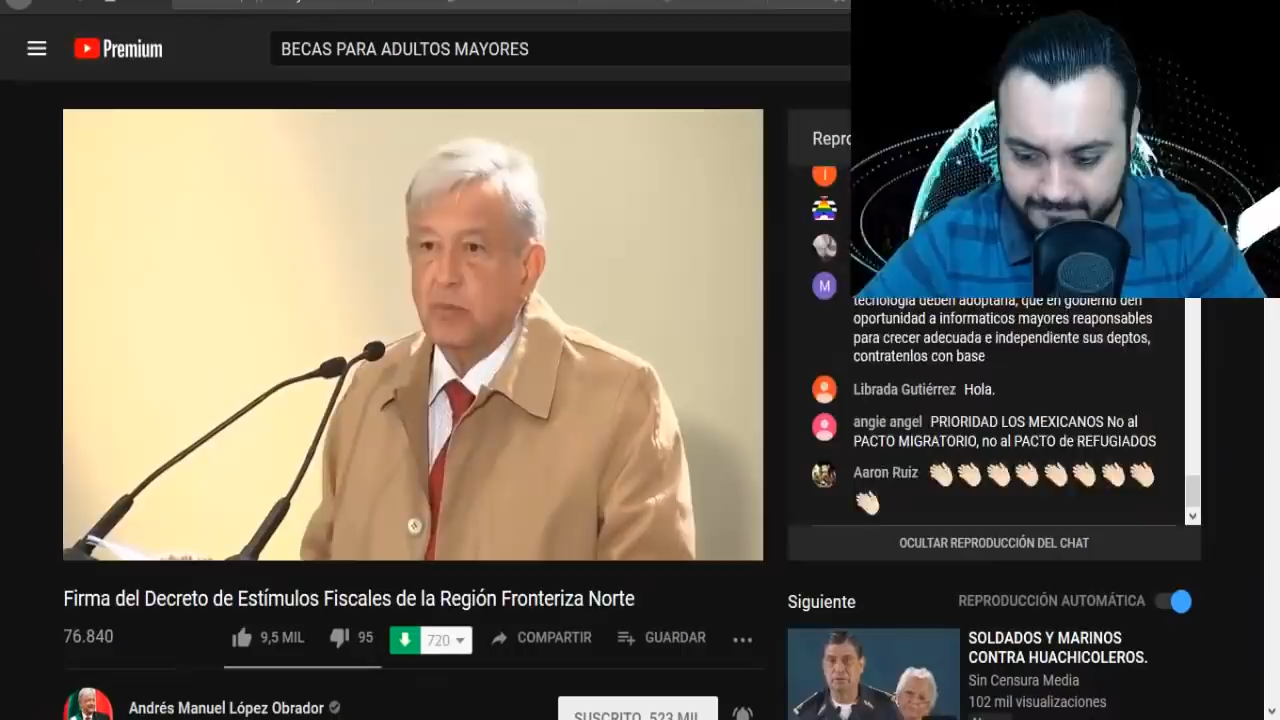 Premium
BECAS PARA ADULTOS MAYORES
Repro
I
M
tecnologia deben adoptarla, que en gobierno den
oportunidad a informaticos mayores reaponsables
para crecer adecuada e independiente sus deptos,
contratenlos con base
Librada Gutiérrez Hola.
angie angel PRIORIDAD LOS MEXICANOS No al
PACTO MIGRATORIO, no al PACTO de REFUGIADOS
Aaron Ruiz
OCULTAR REPRODUCCIÓN DEL CHAT
Firma del Decreto de Estímulos Fiscales de la Región Fronteriza Norte
76.840
9,5 MIL
95
720
COMPARTIR
GUARDAR
Siguiente
REPRODUCCIÓN AUTOMÁTICA
SOLDADOS Y MARINOS
CONTRA HUACHICOLEROS.
Sin Censura Media
102 mil visualizaciones
Andrés Manuel López Obrador
SUSCRITO 523 MIL